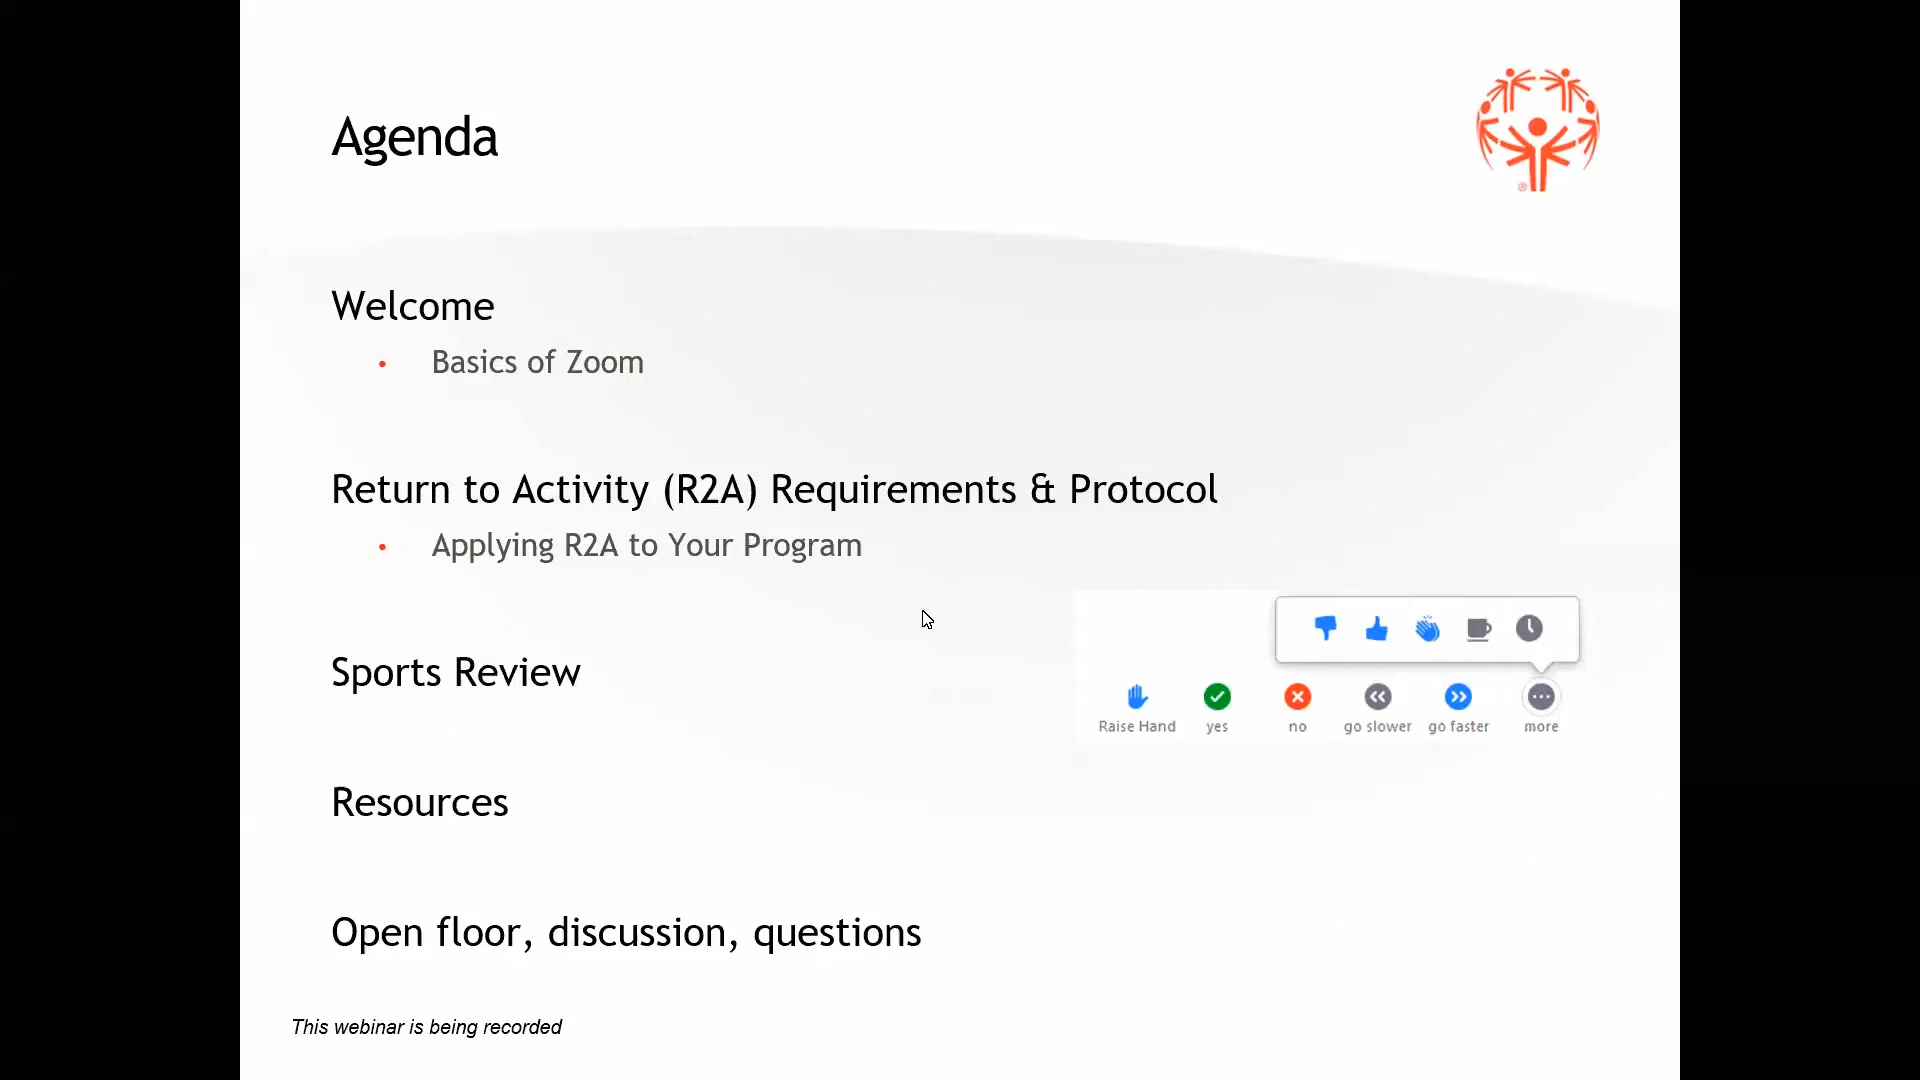 Agenda
Welcome
• Basics of Zoom
Return to Activity (R2A) Requirements & Protocol
• Applying R2A to Your Program
Sports Review
Raise Hand yes no go slower go faster more
Resources
Open floor, discussion, questions
This webinar is being recorded